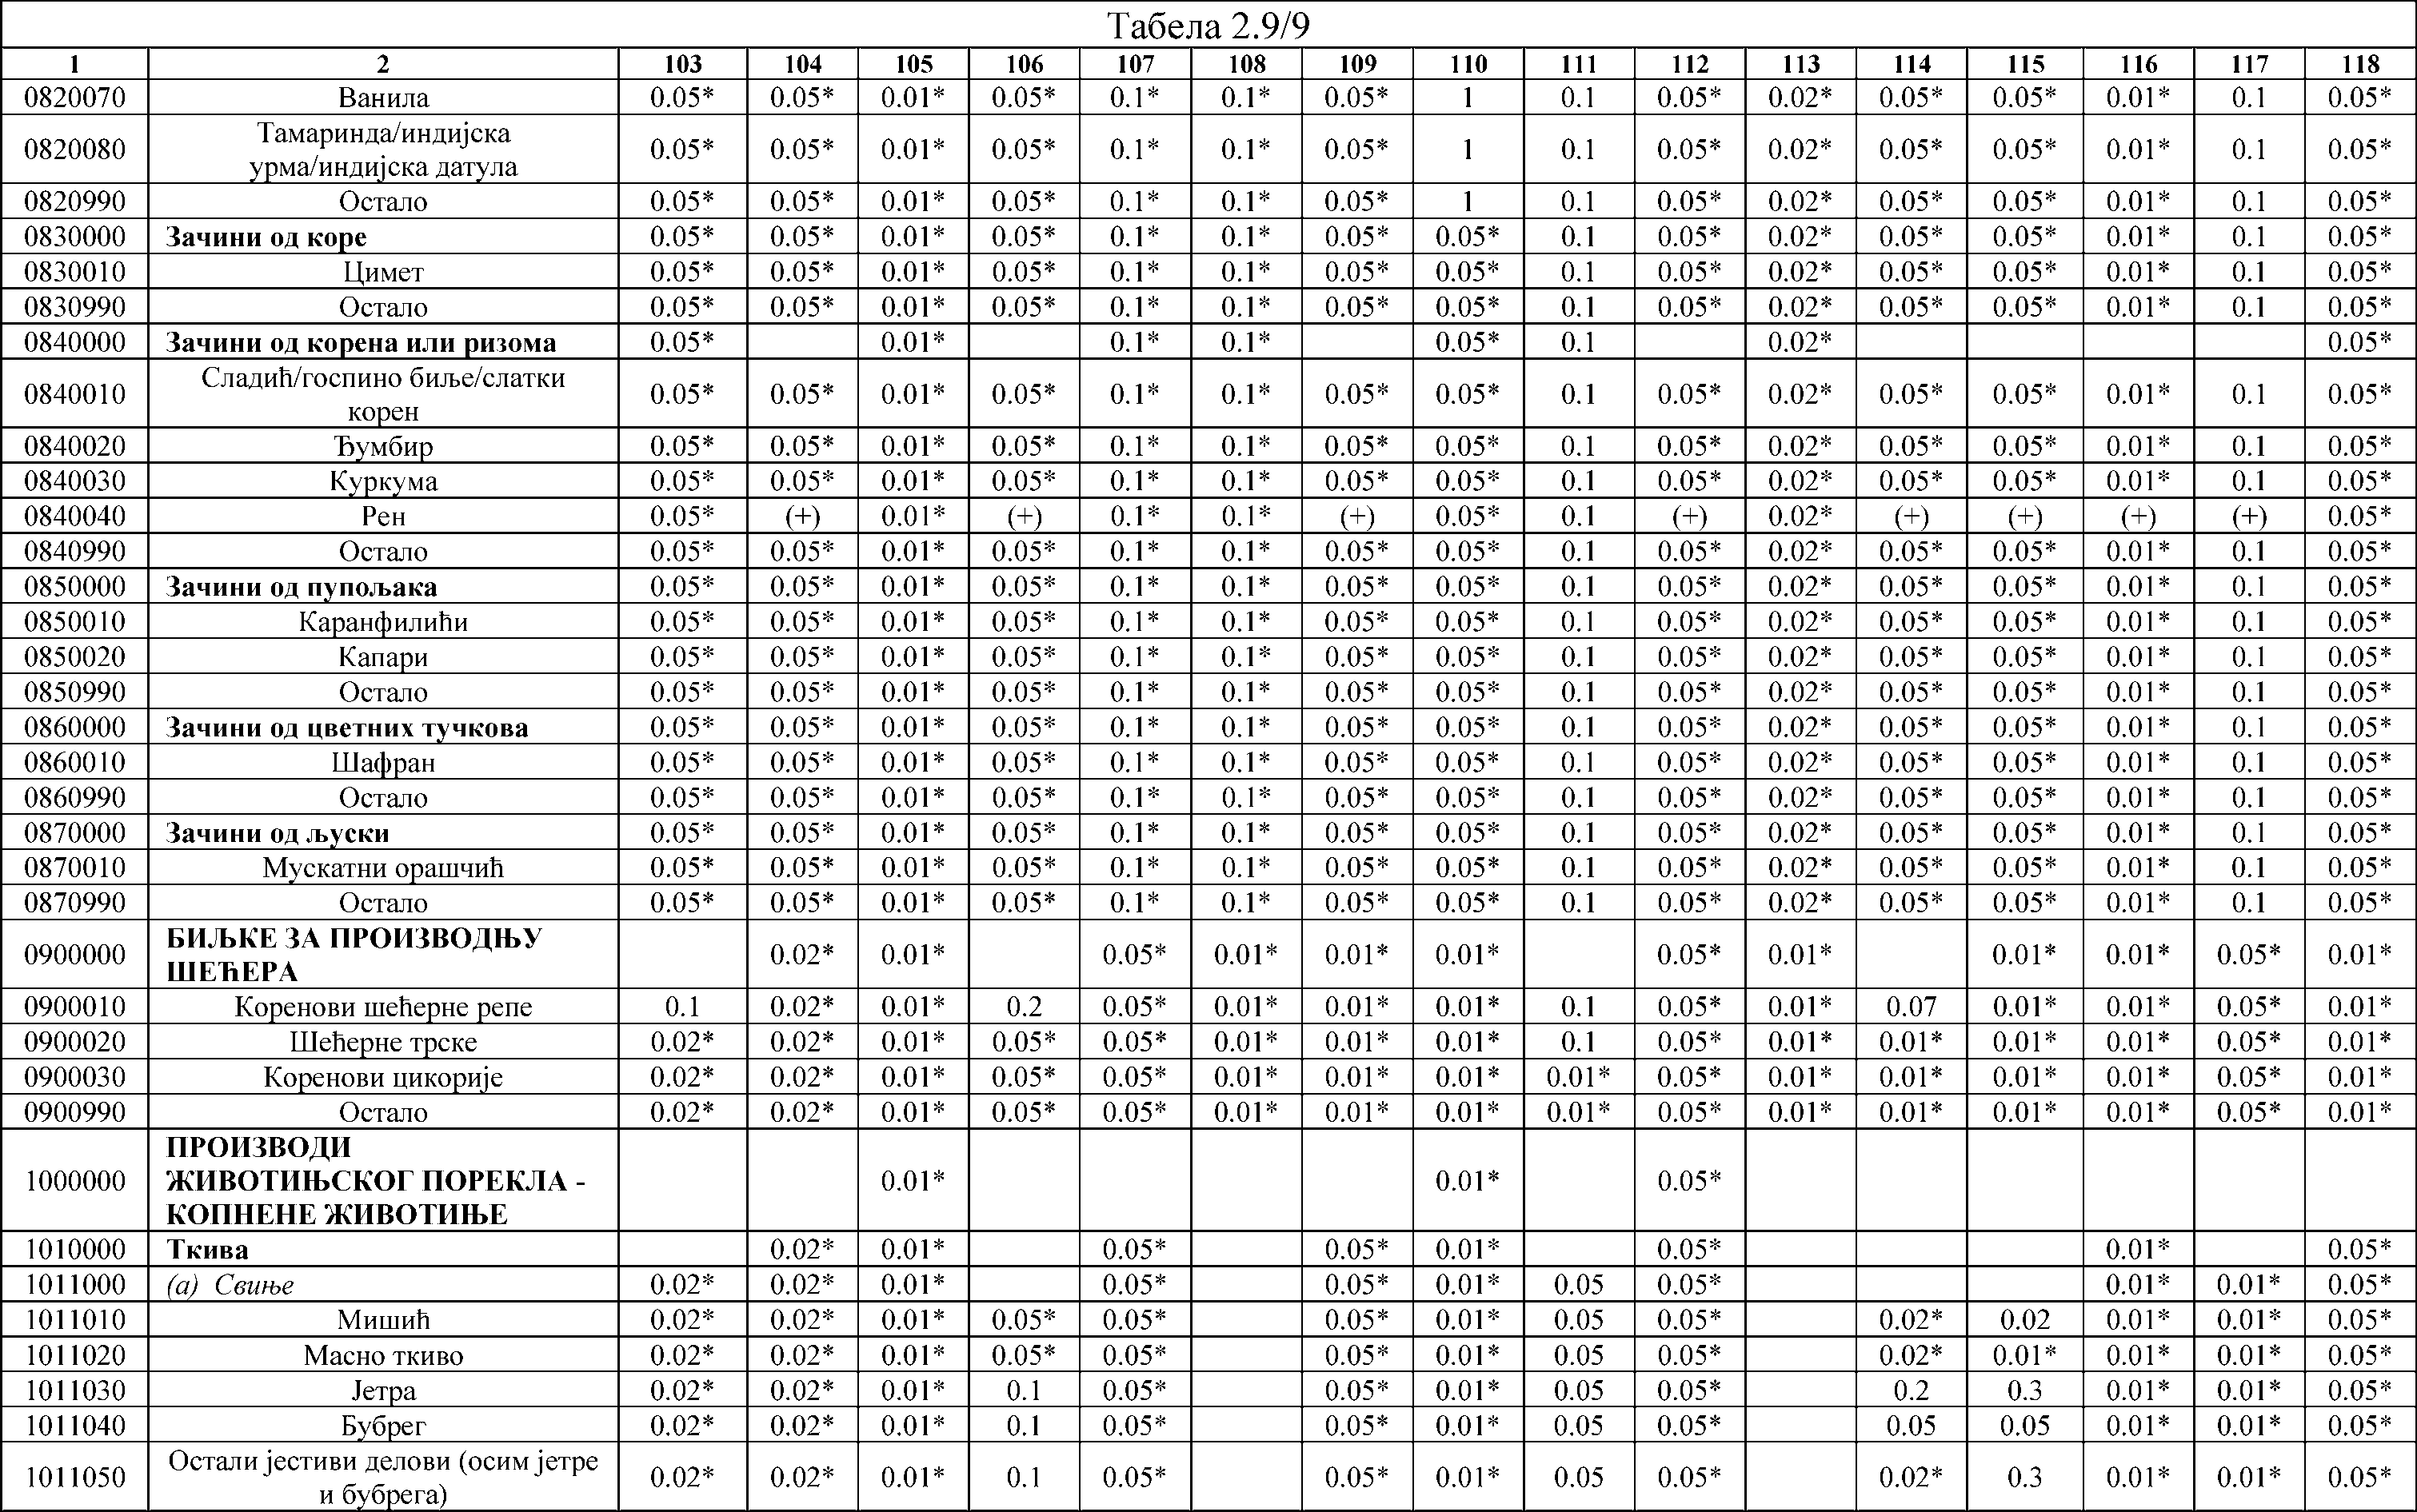 Табела 2.9/9
1 2 103 104 105 106 107 108 109 110 111 112 113 114 115 116 117 118
0820070 Ванила 0.05* 0.05* 0.01* 0.05* 0.1* 0.1* 0.05* 1 0.1 0.05* 0.02* 0.05* 0.05* 0.01* 0.1 0.05*
0820080 Тамаринда/индијска
урма/индијска датула 0.05* 0.05* 0.01* 0.05* 0.1* 0.1* 0.05* 1 0.1 0.05* 0.02* 0.05* 0.05* 0.01* 0.1 0.05*
0820990 Остало 0.05* 0.05* 0.01* 0.05* 0.1* 0.1* 0.05* 1 0.1 0.05* 0.02* 0.05* 0.05* 0.01* 0.1 0.05*
0830000 Зачини од коре 0.05* 0.05* 0.01* 0.05* 0.1* 0.1* 0.05* 0.05* 0.1 0.05* 0.02* 0.05* 0.05* 0.01* 0.1 0.05*
0830010 Цимет 0.05* 0.05* 0.01* 0.05* 0.1* 0.1* 0.05* 0.05* 0.1 0.05* 0.02* 0.05* 0.05* 0.01* 0.1 0.05*
0830990 Остало 0.05* 0.05* 0.01* 0.05* 0.1* 0.1* 0.05* 0.05* 0.1 0.05* 0.02* 0.05* 0.05* 0.01* 0.1 0.05*
0840000 Зачини од корена или ризома 0.05* 0.01* 0.1* 0.1* 0.05* 0.1 0.02* 0.05*
0840010 Сладић/госпино биље/слатки
корен 0.05* 0.05* 0.01* 0.05* 0.1* 0.1* 0.05* 0.05* 0.1 0.05* 0.02* 0.05* 0.05* 0.01* 0.1 0.05*
0840020 Ђумбир 0.05* 0.05* 0.01* 0.05* 0.1* 0.1* 0.05* 0.05* 0.1 0.05* 0.02* 0.05* 0.05* 0.01* 0.1 0.05*
0840030 Куркума 0.05* 0.05* 0.01* 0.05* 0.1* 0.1* 0.05* 0.05* 0.1 0.05* 0.02* 0.05* 0.05* 0.01* 0.1 0.05*
0840040 Рен 0.05* (+) 0.01* (+) 0.1* 0.1* (+) 0.05* 0.1 (+) 0.02* (+) (+) (+) (+) 0.05*
0840990 Остало 0.05* 0.05* 0.01* 0.05* 0.1* 0.1* 0.05* 0.05* 0.1 0.05* 0.02* 0.05* 0.05* 0.01* 0.1 0.05*
0850000 Зачини од пупољака 0.05* 0.05* 0.01* 0.05* 0.1* 0.1* 0.05* 0.05* 0.1 0.05* 0.02* 0.05* 0.05* 0.01* 0.1 0.05*
0850010 Каранфилићи 0.05* 0.05* 0.01* 0.05* 0.1* 0.1* 0.05* 0.05* 0.1 0.05* 0.02* 0.05* 0.05* 0.01* 0.1 0.05*
0850020 Капари 0.05* 0.05* 0.01* 0.05* 0.1* 0.1* 0.05* 0.05* 0.1 0.05* 0.02* 0.05* 0.05* 0.01* 0.1 0.05*
0850990 Остало 0.05* 0.05* 0.01* 0.05* 0.1* 0.1* 0.05* 0.05* 0.1 0.05* 0.02* 0.05* 0.05* 0.01* 0.1 0.05*
0860000 Зачини од цветних тучкова 0.05* 0.05* 0.01* 0.05* 0.1* 0.1* 0.05* 0.05* 0.1 0.05* 0.02* 0.05* 0.05* 0.01* 0.1 0.05*
0860010 Шафран 0.05* 0.05* 0.01* 0.05* 0.1* 0.1* 0.05* 0.05* 0.1 0.05* 0.02* 0.05* 0.05* 0.01* 0.1 0.05*
0860990 Остало 0.05* 0.05* 0.01* 0.05* 0.1* 0.1* 0.05* 0.05* 0.1 0.05* 0.02* 0.05* 0.05* 0.01* 0.1 0.05*
0870000 Зачини од љуски 0.05* 0.05* 0.01* 0.05* 0.1* 0.1* 0.05* 0.05* 0.1 0.05* 0.02* 0.05* 0.05* 0.01* 0.1 0.05*
0870010 Мускатни орашчић 0.05* 0.05* 0.01* 0.05* 0.1* 0.1* 0.05* 0.05* 0.1 0.05* 0.02* 0.05* 0.05* 0.01* 0.1 0.05*
0870990 Остало 0.05* 0.05* 0.01* 0.05* 0.1* 0.1* 0.05* 0.05* 0.1 0.05* 0.02* 0.05* 0.05* 0.01* 0.1 0.05*
0900000 БИЉКЕ ЗА ПРОИЗВОДЊУ
ШЕЋЕРА 0.02* 0.01* 0.05* 0.01* 0.01* 0.01* 0.05* 0.01* 0.01* 0.01* 0.05* 0.01*
0900010 Коренови шећерне репе 0.1 0.02* 0.01* 0.2 0.05* 0.01* 0.01* 0.01* 0.1 0.05* 0.01* 0.07 0.01* 0.01* 0.05* 0.01*
0900020 Шећерне трске 0.02* 0.02* 0.01* 0.05* 0.05* 0.01* 0.01* 0.01* 0.1 0.05* 0.01* 0.01* 0.01* 0.01* 0.05* 0.01*
0900030 Коренови цикорије 0.02* 0.02* 0.01* 0.05* 0.05* 0.01* 0.01* 0.01* 0.01* 0.05* 0.01* 0.01* 0.01* 0.01* 0.05* 0.01*
0900990 Остало 0.02* 0.02* 0.01* 0.05* 0.05* 0.01* 0.01* 0.01* 0.01* 0.05* 0.01* 0.01* 0.01* 0.01* 0.05* 0.01*
1000000 ПРОИЗВОДИ
ЖИВОТИЊСКОГ ПОРЕКЛА -
КОПНЕНЕ ЖИВОТИЊЕ 0.01* 0.01* 0.05*
1010000 Ткива 0.02* 0.01* 0.05* 0.05* 0.01* 0.05* 0.01* 0.05*
1011000 (а) Свиње 0.02* 0.02* 0.01* 0.05* 0.05* 0.01* 0.05 0.05* 0.01* 0.01* 0.05*
1011010 Мишић 0.02* 0.02* 0.01* 0.05* 0.05* 0.05* 0.01* 0.05 0.05* 0.02* 0.02 0.01* 0.01* 0.05*
1011020 Масно ткиво 0.02* 0.02* 0.01* 0.05* 0.05* 0.05* 0.01* 0.05 0.05* 0.02* 0.01* 0.01* 0.01* 0.05*
1011030 Јетра 0.02* 0.02* 0.01* 0.1 0.05* 0.05* 0.01* 0.05 0.05* 0.2 0.3 0.01* 0.01* 0.05*
1011040 Бубрег 0.02* 0.02* 0.01* 0.1 0.05* 0.05* 0.01* 0.05 0.05* 0.05 0.05 0.01* 0.01* 0.05*
1011050 Остали јестиви делови (осим јетре
и бубрега) 0.02* 0.02* 0.01* 0.1 0.05* 0.05* 0.01* 0.05 0.05* 0.02* 0.3 0.01* 0.01* 0.05*